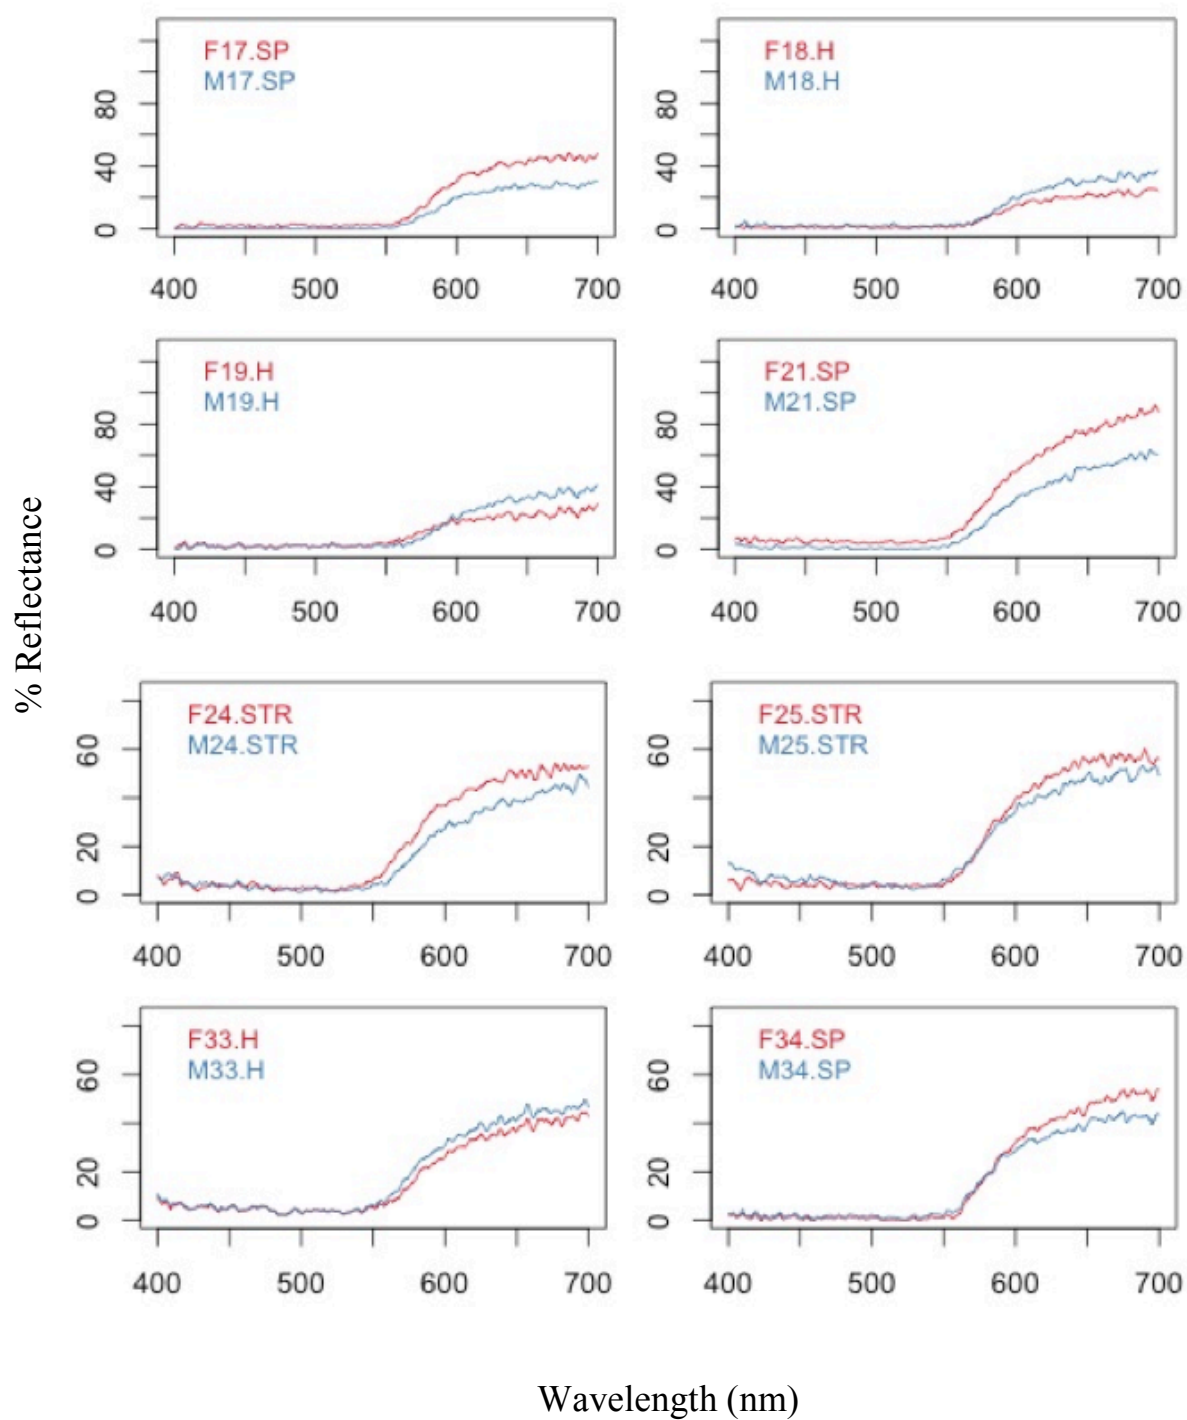 F17.SP
M17.SP
0 40 80
400 500 600 700
F18.H
M18.H
0 40 80
400 500 600 700
F19.H
M19.H
0 40 80
400 500 600 700
F21.SP
M21.SP
0 40 80
400 500 600 700
F24.STR
M24.STR
0 20 60
400 500 600 700
F25.STR
M25.STR
0 20 60
400 500 600 700
F33.H
M33.H
0 20 60
400 500 600 700
F34.SP
M34.SP
0 20 60
400 500 600 700
% Reflectance
Wavelength (nm)